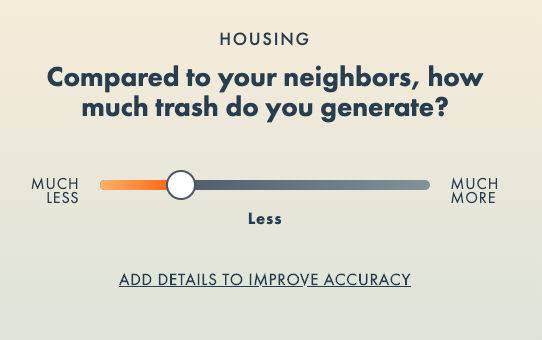 HOUSING
Compared to your neighbors, how
much trash do you generate?
MUCH
LESS
MUCH
MORE
Less
ADD DETAILS TO IMPROVE ACCURACY